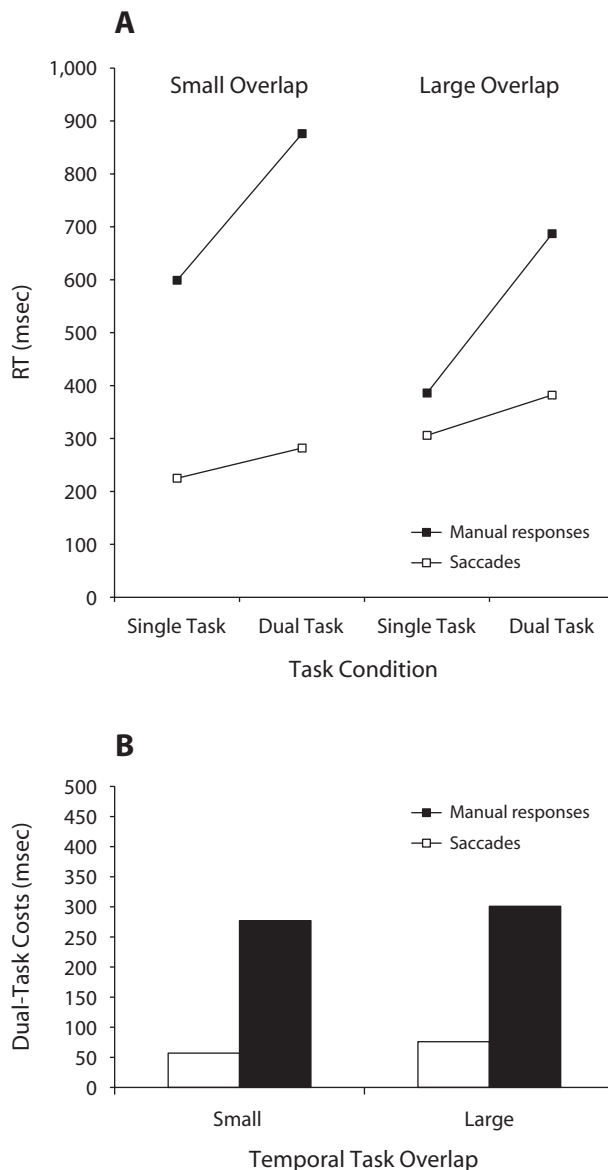 A
Small Overlap Large Overlap
1,000
900
800
700
600
500
400
300
200
100
0
RT (msec)
Manual responses
Saccades
Single Task Dual Task Single Task Dual Task
Task Condition
B
500
450
400
350
300
250
200
150
100
50
0
Dual-Task Costs (msec)
Manual responses
Saccades
Small Large
Temporal Task Overlap